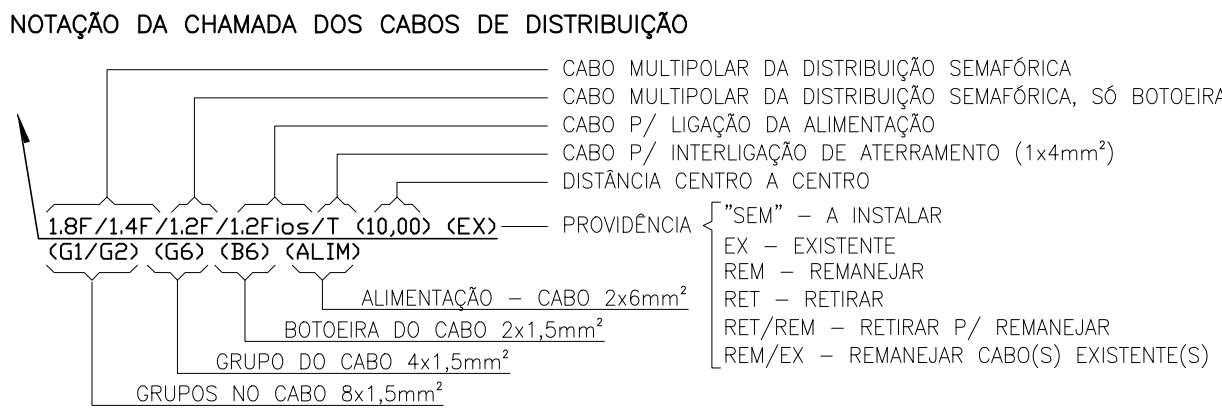 NOTAÇÃO DA CHAMADA DOS CABOS DE DISTRIBUIÇÃO
CABO MULTIPOLAR DA DISTRIBUIÇÃO SEMAFÓRICA
CABO MULTIPOLAR DA DISTRIBUIÇÃO SEMAFÓRICA, SÓ BOTOEIRA
CABO P/ LIGAÇÃO DA ALIMENTAÇÃO
CABO P/ INTERLIGAÇÃO DE ATERRAMENTO (1x4mm²)
DISTÂNCIA CENTRO A CENTRO
1.8F/1.4F/1.2F/1.2Fios/T (10,00) (EX)
PROVIDÊNCIA
"SEM" – A INSTALAR
EX – EXISTENTE
REM – REMANEJAR
RET – RETIRAR
RET/REM – RETIRAR P/ REMANEJAR
REM/EX – REMANEJAR CABO(S) EXISTENTE(S)
(G1/G2) (G6) (B6) (ALIM)
ALIMENTAÇÃO – CABO 2x6mm²
BOTOEIRA DO CABO 2x1,5mm²
GRUPO DO CABO 4x1,5mm²
GRUPOS NO CABO 8x1,5mm²